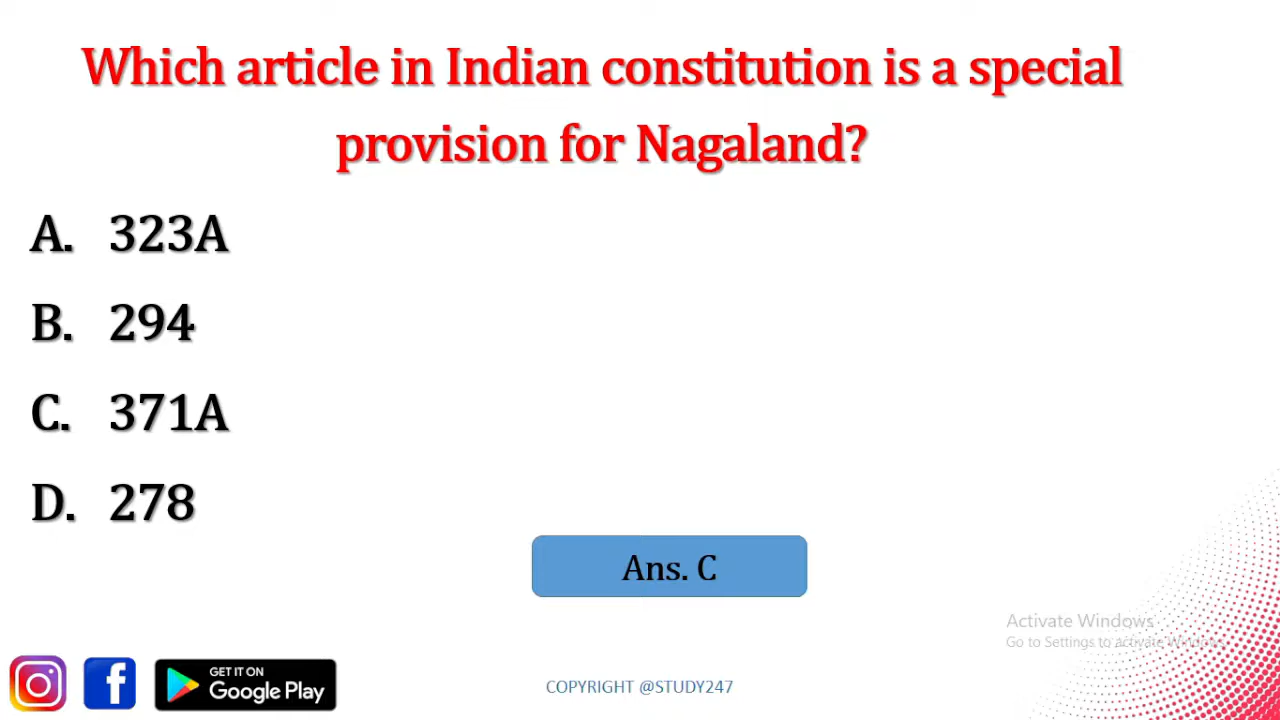 Which article in Indian constitution is a special
provision for Nagaland?
A. 323A
B. 294
C. 371A
D. 278
Ans. C
Activate Windows
Go to Settings to activate Windows.
f
GET IT ON
Google Play
COPYRIGHT @STUDY247